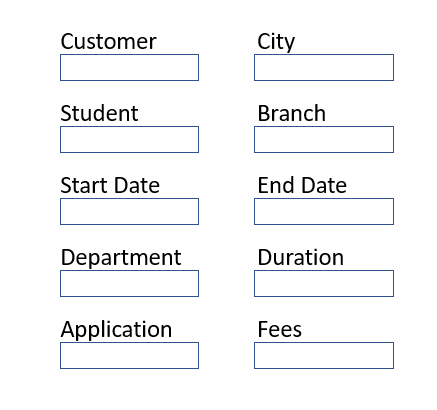 Customer City
Student Branch
Start Date End Date
Department Duration
Application Fees